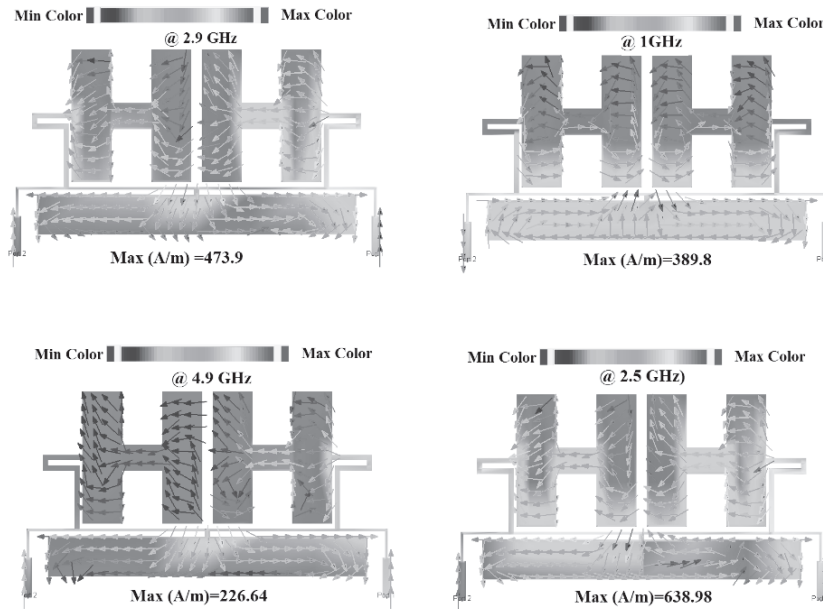 Min Color Max Color
@ 2.9 GHz
Max (A/m) =473.9
Min Color Max Color
@ 1GHz
Max (A/m)=389.8
Min Color Max Color
@ 4.9 GHz
Max (A/m)=226.64
Min Color Max Color
@ 2.5 GHz)
Max (A/m)=638.98